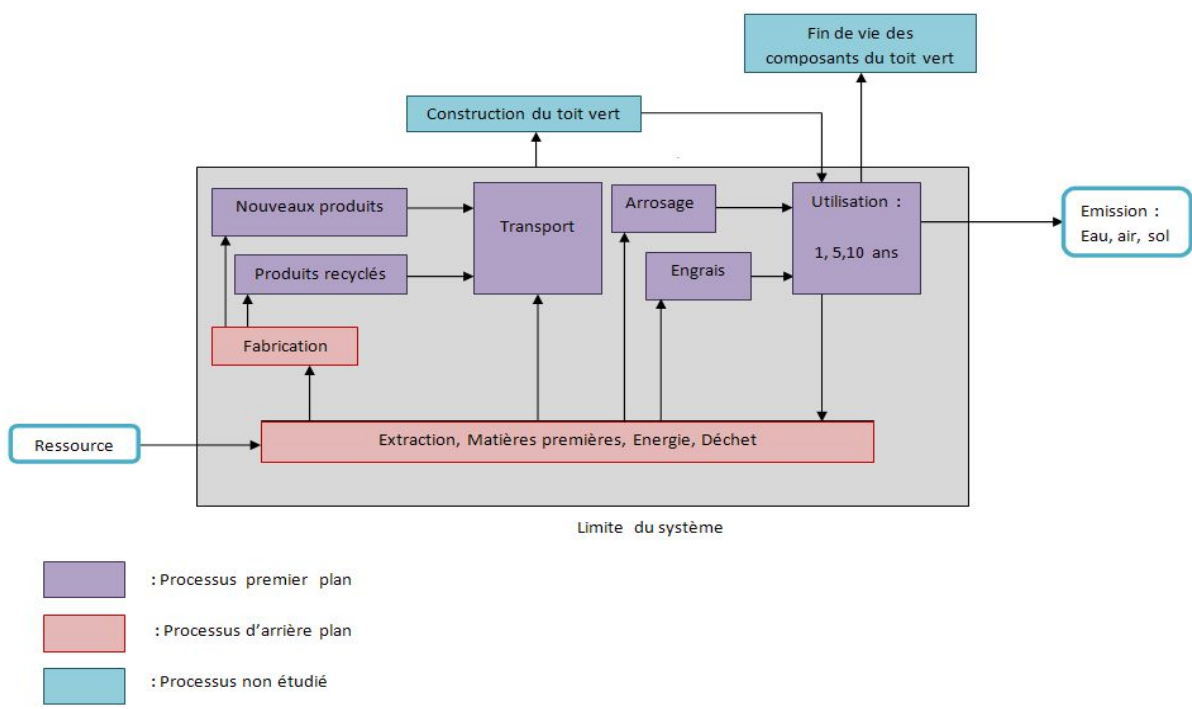 Fin de vie des
composants du toit vert
Construction du toit vert
Nouveaux produits
Transport
Arrosage
Utilisation :
1, 5,10 ans
Emission :
Eau, air, sol
Produits recyclés
Engrais
Fabrication
Ressource
Extraction, Matières premières, Energie, Déchet
Limite du système
: Processus premier plan
: Processus d’arrière plan
: Processus non étudié